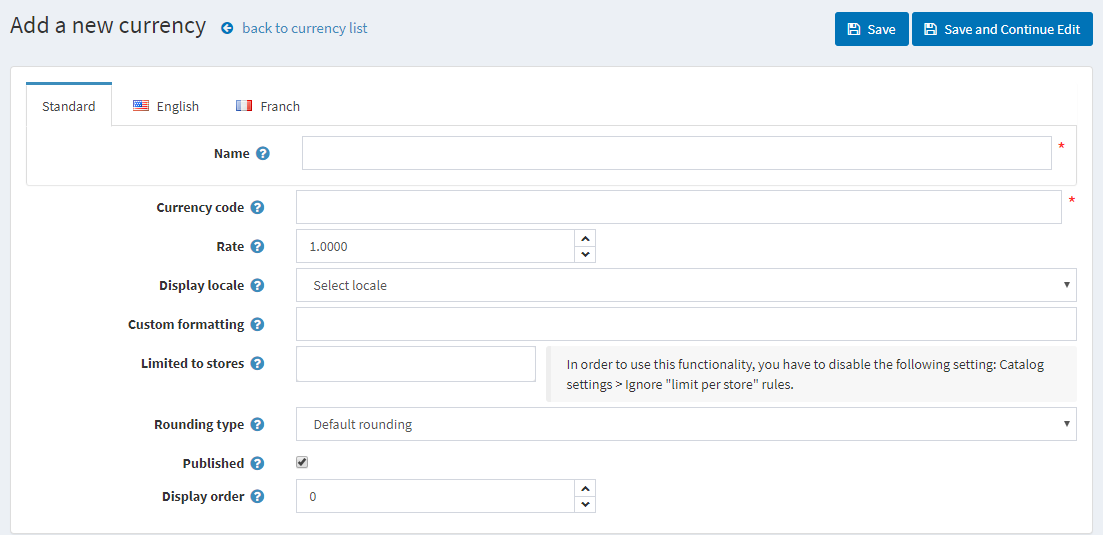 Add a new currency back to currency list Save Save and Continue Edit
Standard English Franch
Name *
Currency code *
Rate 1.0000
Display locale Select locale
Custom formatting
Limited to stores In order to use this functionality, you have to disable the following setting: Catalog
settings > Ignore "limit per store" rules.
Rounding type Default rounding
Published
Display order 0